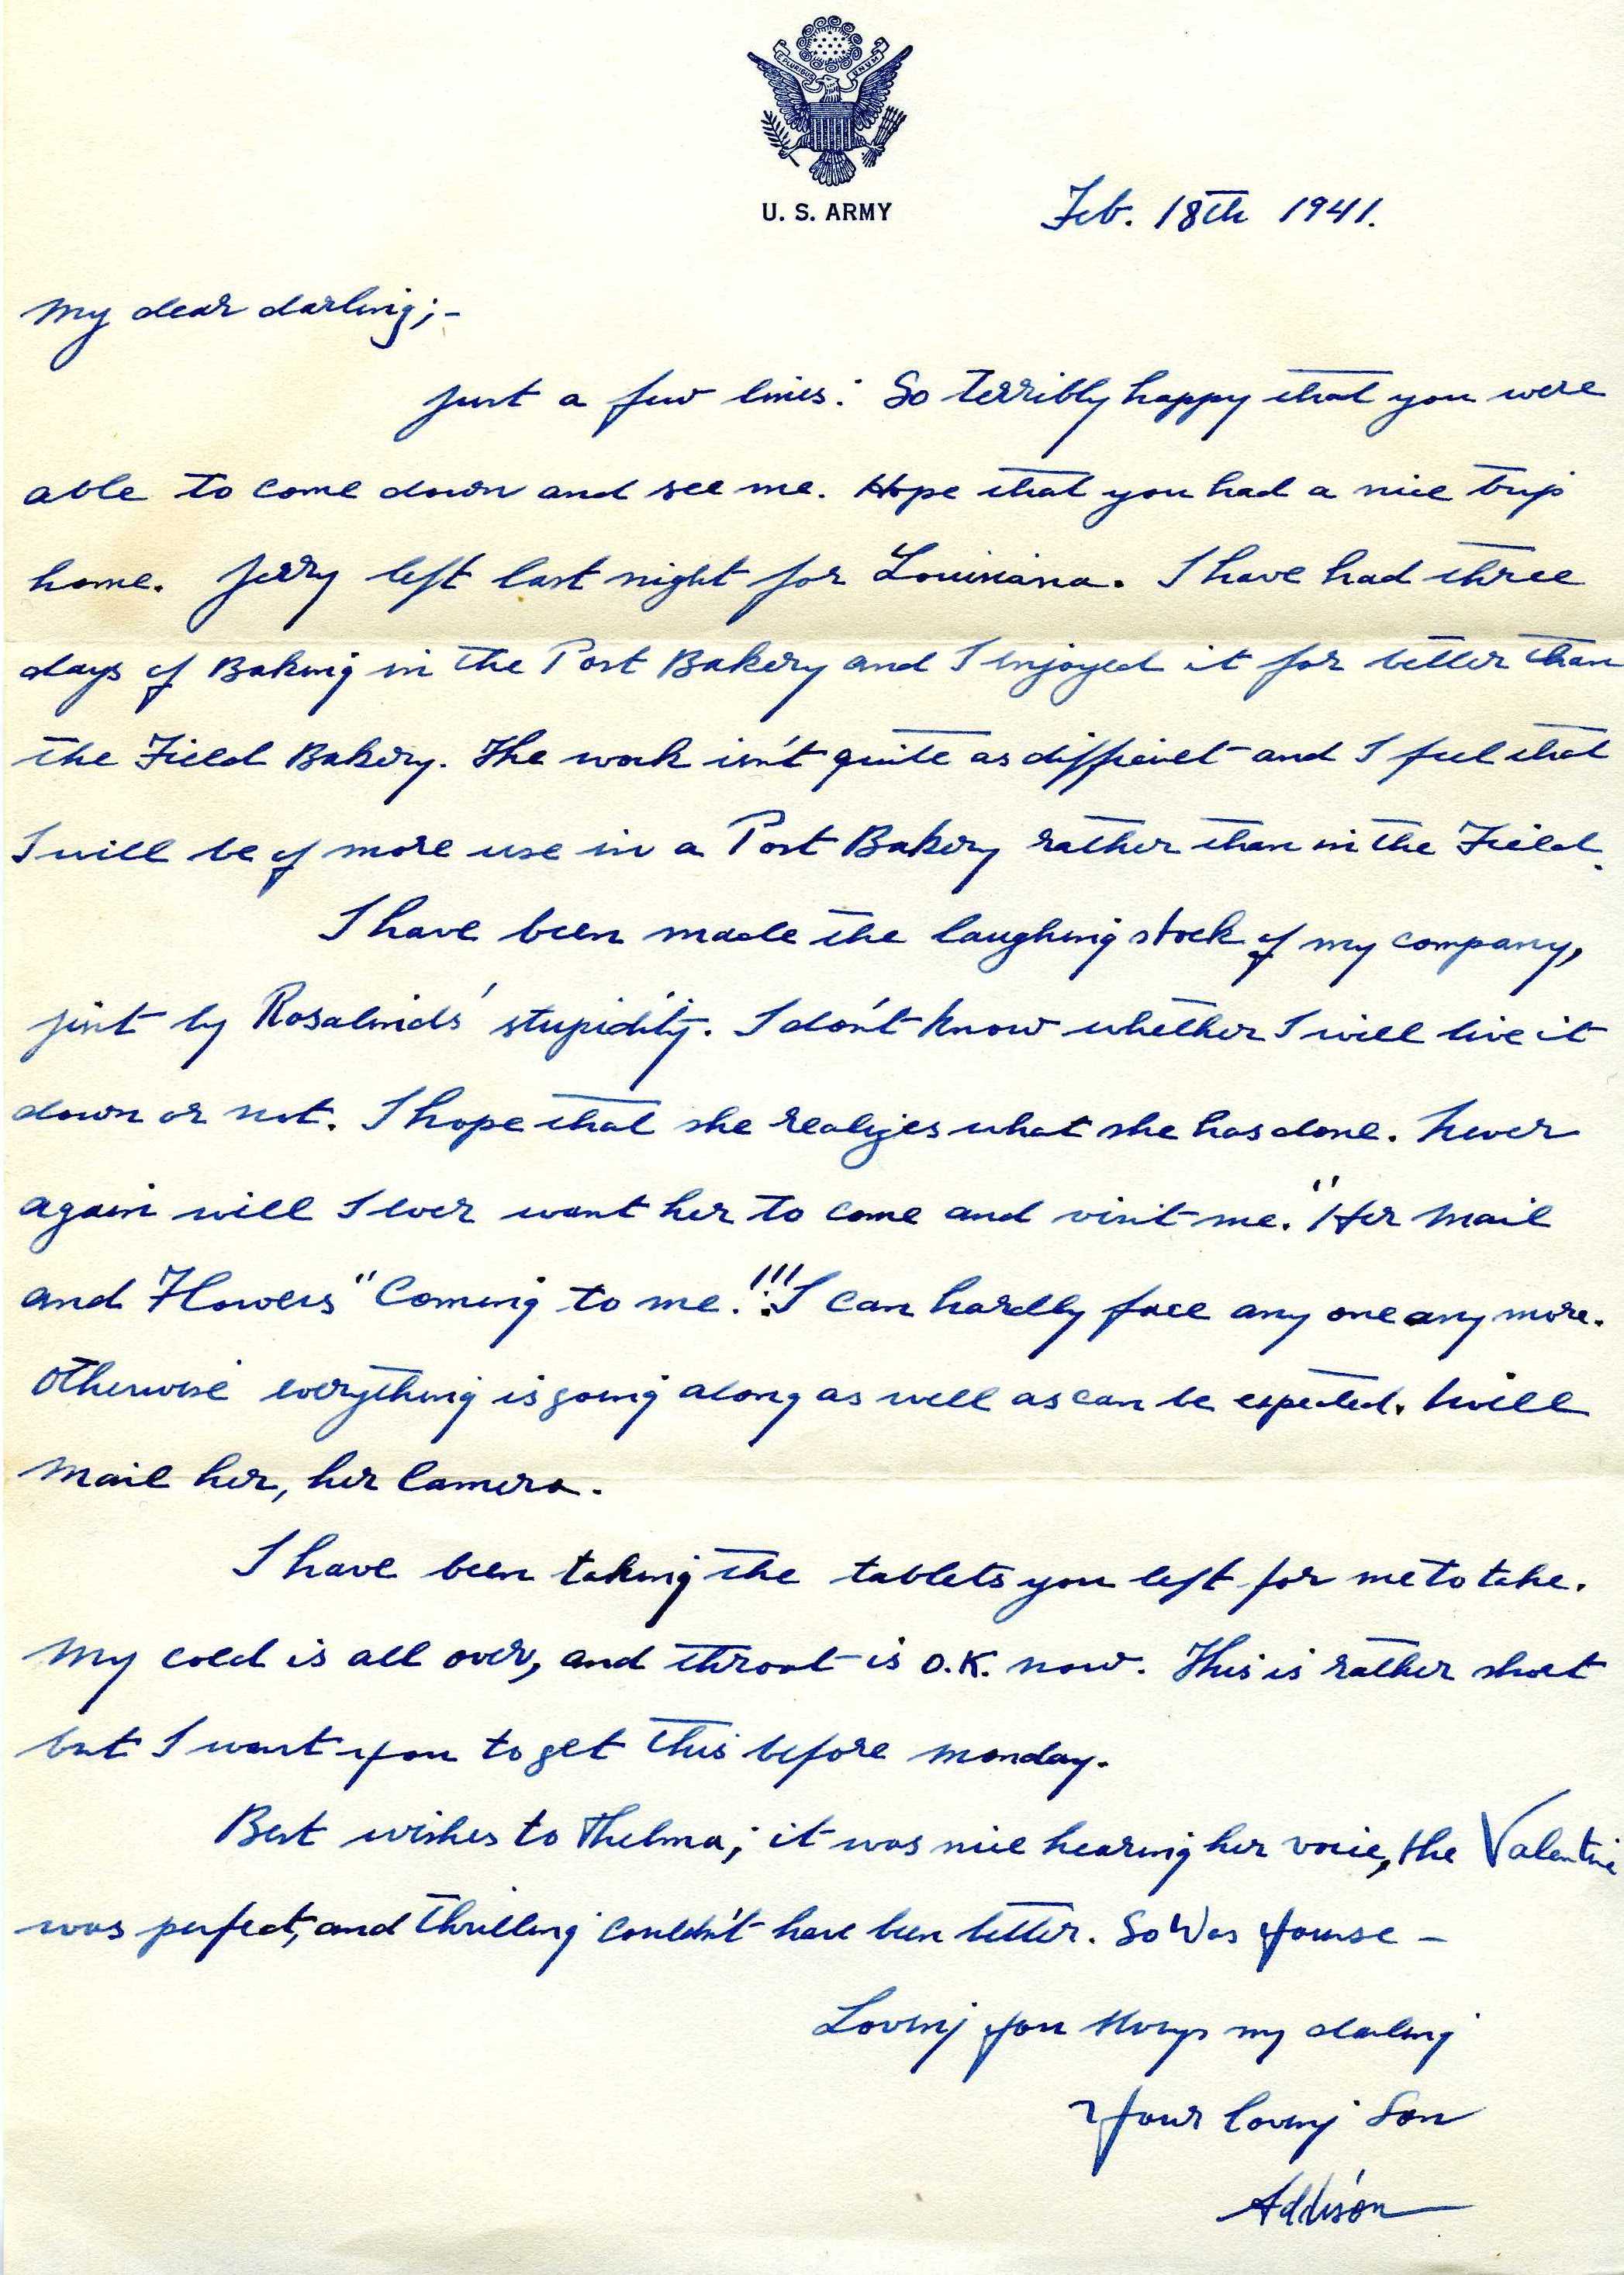 E PLURIBUS UNUM
U. S. ARMY
Feb. 18th 1941.
My dear darling;-
Just a few lines: So terribly happy that you were
able to come down and see me. Hope that you had a nice trip
home. Jerry left last night for Louisiana. I have had three
days of Baking in the Post Bakery and I enjoyed it far better than
the Field Bakery. The work isn't quite as difficult and I feel that
I will be of more use in a Post Bakery rather than in the Field.
I have been made the laughing stock of my company,
just by Rosalind's stupidity. I don't know whether I will live it
down or not. I hope that she realizes what she has done. Never
again will I ever want her to come and visit me. "Her Mail
and Flowers" Coming to me!!! I can hardly face any one any more.
Otherwise everything is going along as well as can be expected. Will
Mail her, her Camera.
I have been taking the tablets you left for me to take.
My cold is all over, and throat is O.K. now. This is rather short
but I want you to get this before Monday.
Best wishes to Thelma; it was nice hearing her voice, the Valentine
was perfect, and thrilling couldn't have been better. So Was
Loving you always my darling
Your loving Son
Addison